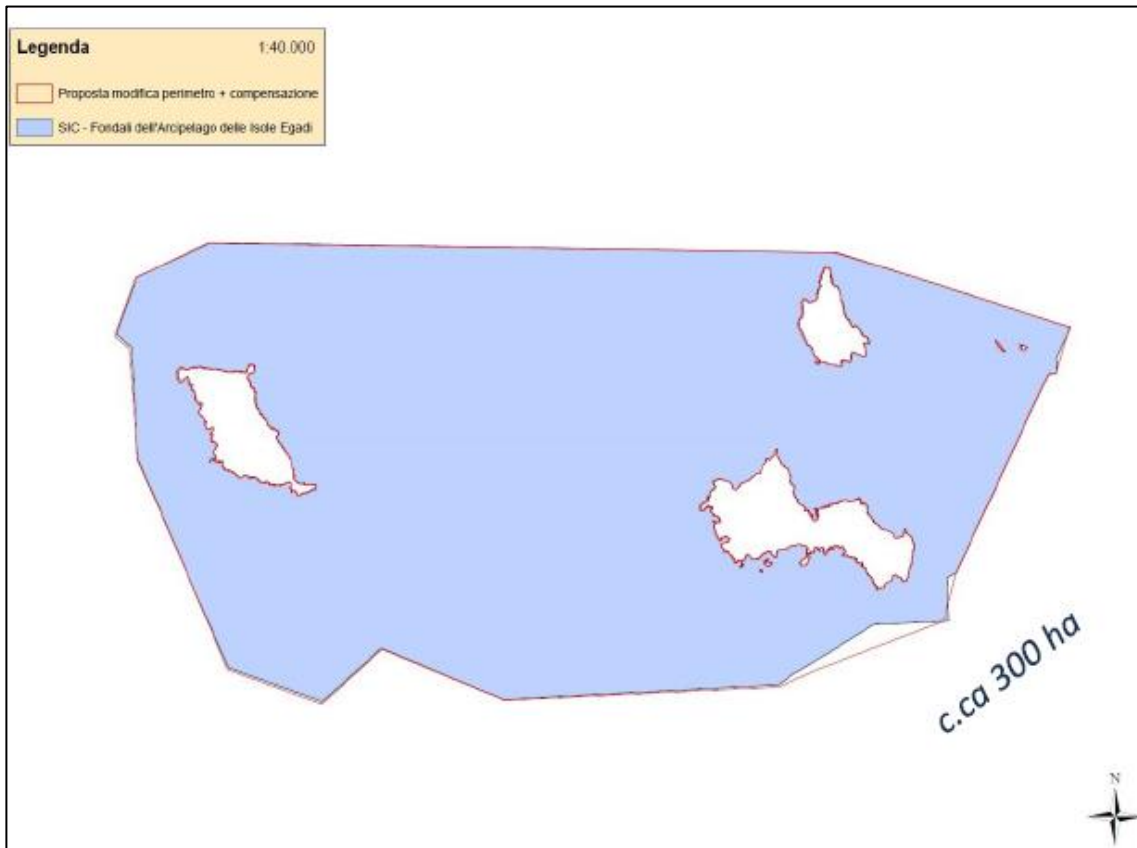 Legenda 1:40.000
Proposta modifica perimetro + compensazione
SIC - Fondali dell'Arcipelago delle Isole Egadi
c.ca 300 ha
N